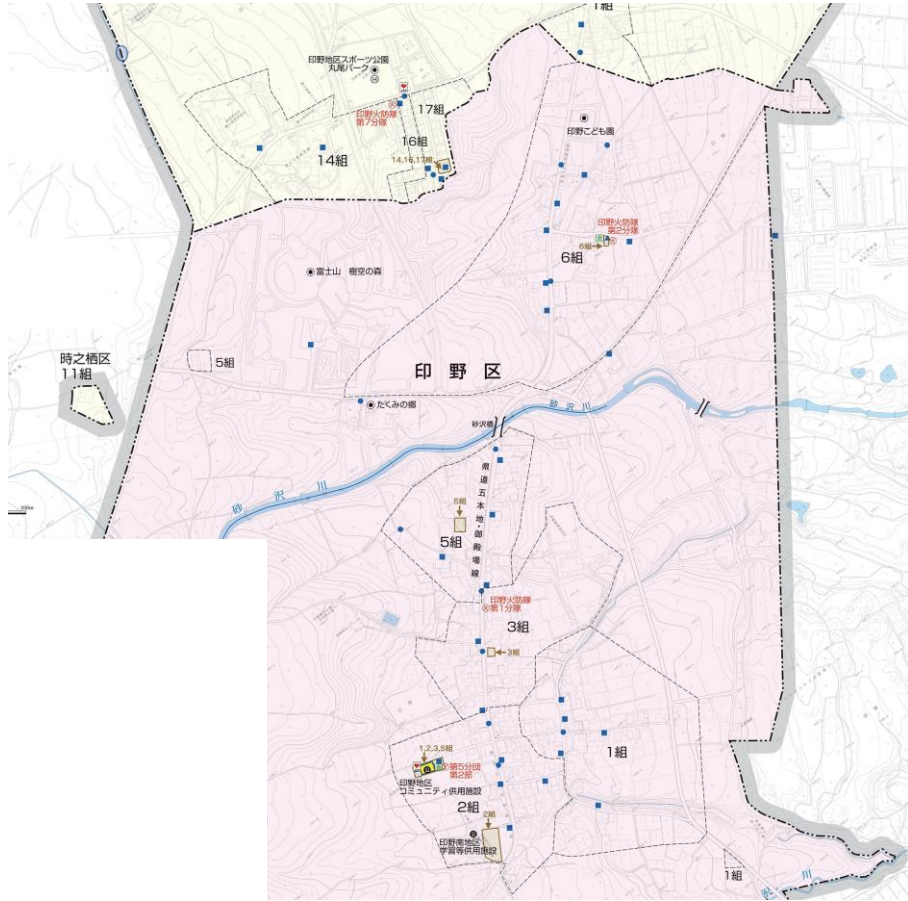 1組
印野地区スポーツ公園
丸尾パーク
17組
印野火防隊
第7分隊
16組
14組
14,16,17組
印野こども園
印野火防隊
第2分隊
6組
6組
富士山 樹空の森
時之栖区
11組
5組
印野区
たくみの郷
砂沢川
砂沢橋
砂沢川
県道五本地・御殿場線
5組
5組
印野火防隊
第1分隊
3組
3組
1組
1,2,3,5組
第5分団
第2部
印野地区
コミュニティ供用施設
2組
2組
印野南地区
学習等供用施設
1組
沢川